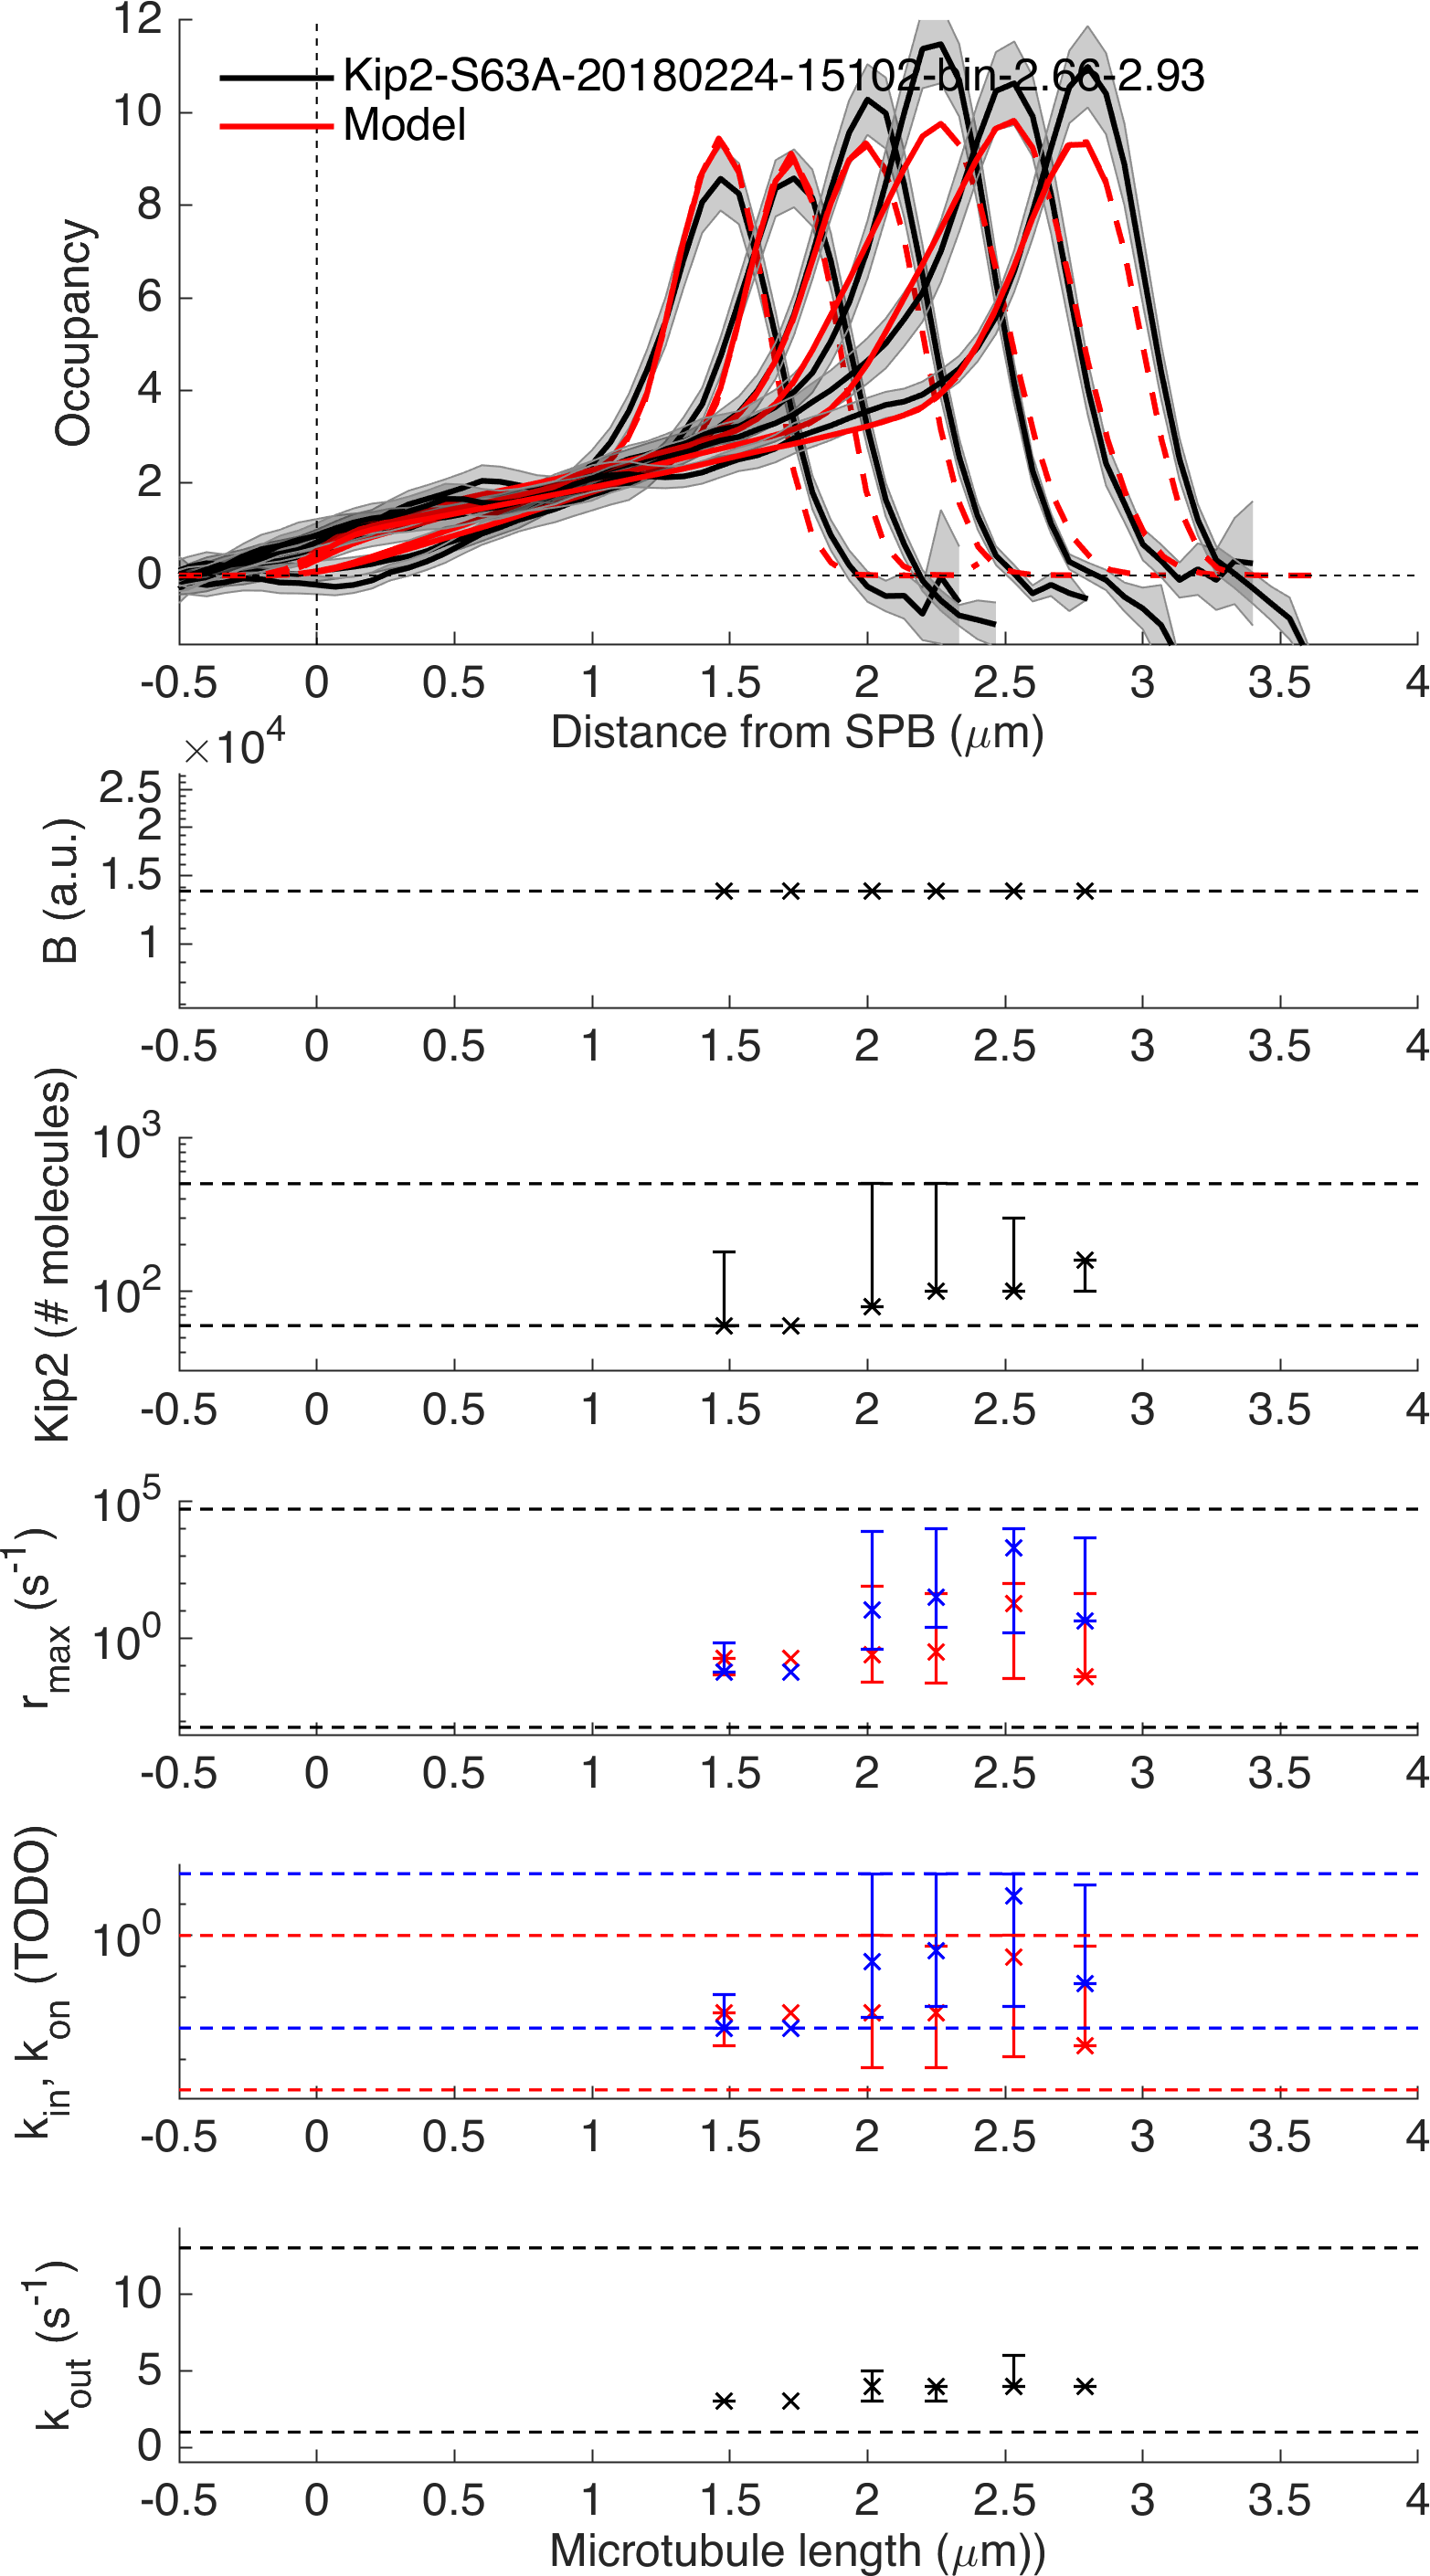 12
10
8
6
4
2
0
Occupancy
Kip2-S63A-20180224-15102-bin-2.66-2.93
Model
-0.5 0 0.5 1 1.5 2 2.5 3 3.5 4
Distance from SPB (μm)
×10^4
2.5
2
1.5
1
B (a.u.)
-0.5 0 0.5 1 1.5 2 2.5 3 3.5 4
10^3
10^2
Kip2 (# molecules)
-0.5 0 0.5 1 1.5 2 2.5 3 3.5 4
10^5
10^0
r_max (s^-1)
-0.5 0 0.5 1 1.5 2 2.5 3 3.5 4
10^0
k_in, k_on (TODO)
-0.5 0 0.5 1 1.5 2 2.5 3 3.5 4
10
5
0
k_out (s^-1)
-0.5 0 0.5 1 1.5 2 2.5 3 3.5 4
Microtubule length (μm))